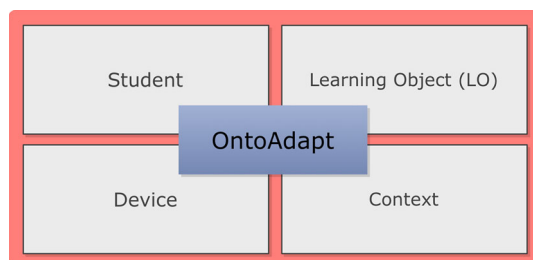 Student
Learning Object (LO)
OntoAdapt
Device
Context